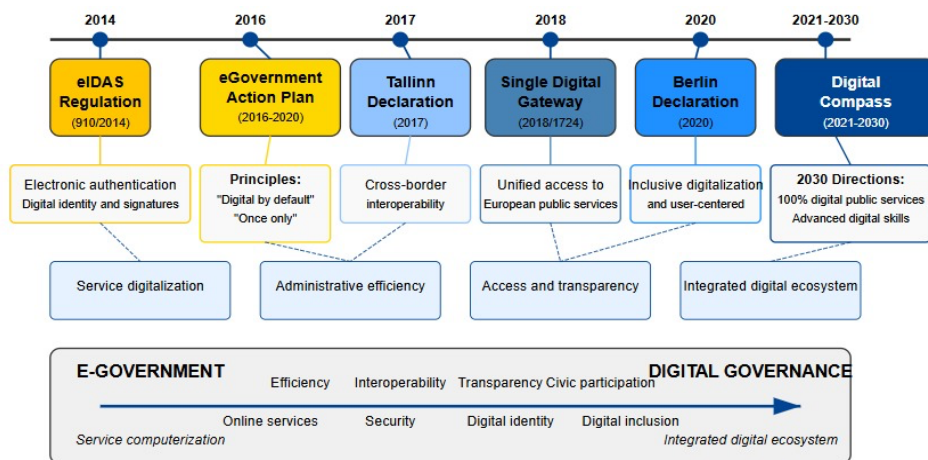 2014 2016 2017 2018 2020 2021-2030
eIDAS
Regulation
(910/2014)
eGovernment
Action Plan
(2016-2020)
Tallinn
Declaration
(2017)
Single Digital
Gateway
(2018/1724)
Berlin
Declaration
(2020)
Digital
Compass
(2021-2030)
Electronic authentication
Digital identity and signatures
Principles:
"Digital by default"
"Once only"
Cross-border
interoperability
Unified access to
European public services
Inclusive digitalization
and user-centered
2030 Directions:
100% digital public services
Advanced digital skills
Service digitalization
Administrative efficiency
Access and transparency
Integrated digital ecosystem
E-GOVERNMENT DIGITAL GOVERNANCE
Efficiency Interoperability Transparency Civic participation
Online services Security Digital identity Digital inclusion
Service computerization Integrated digital ecosystem